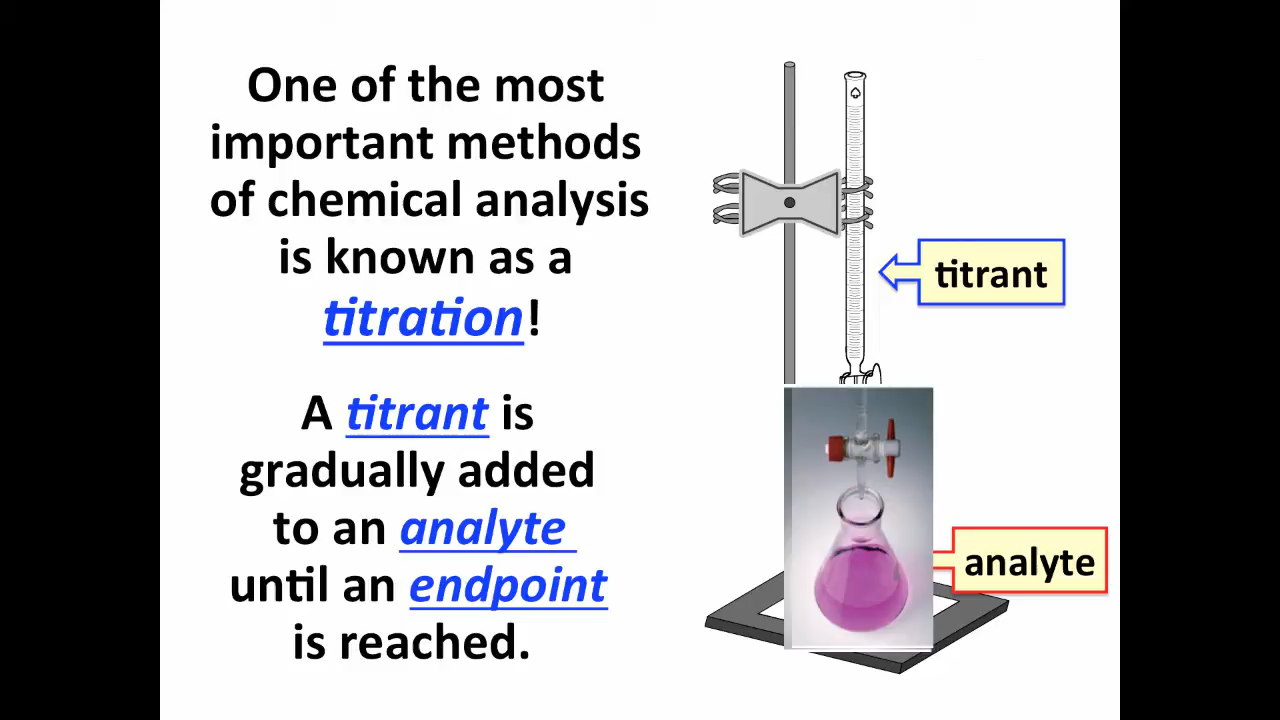 One of the most
important methods
of chemical analysis
is known as a
titration!
A titrant is
gradually added
to an analyte
until an endpoint
is reached.
titrant
analyte